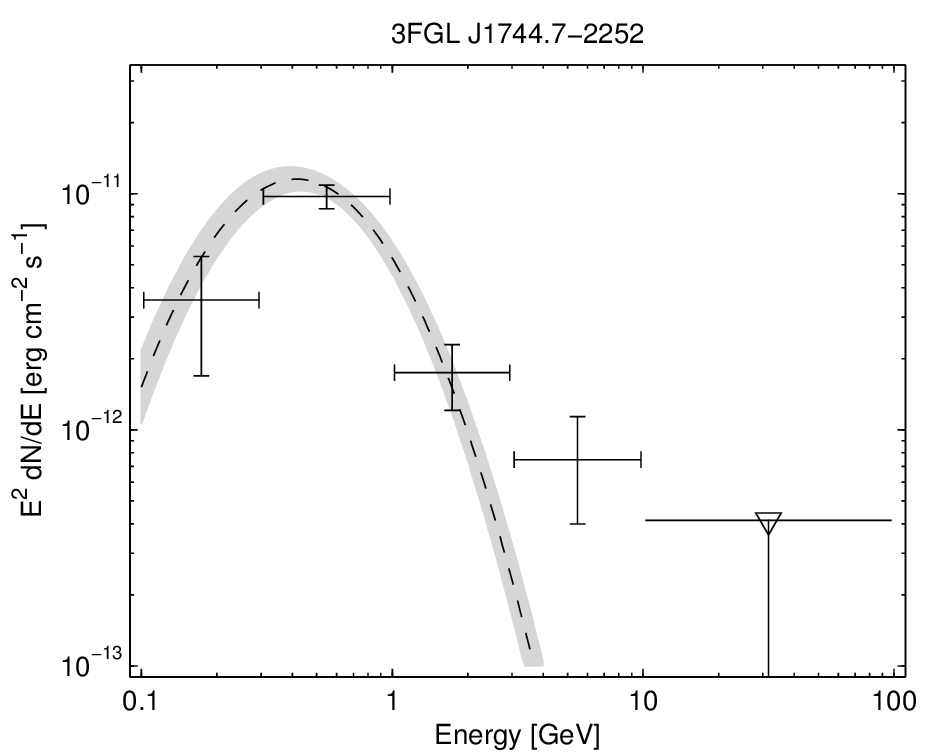 3FGL J1744.7−2252
E² dN/dE [erg cm⁻² s⁻¹]
10⁻¹¹
10⁻¹²
10⁻¹³
0.1 1 10 100
Energy [GeV]